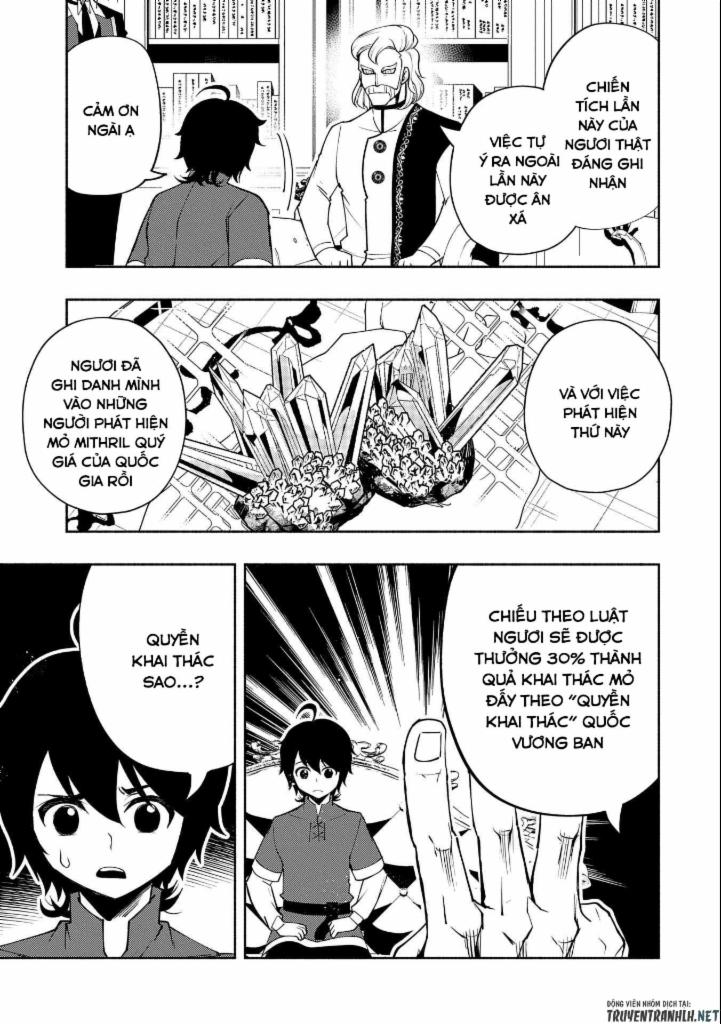 CHIẾN
TÍCH LẦN
NÀY CỦA
NGƯƠI THẬT
ĐÁNG GHI
NHẬN
VIỆC TỰ
Ý RA NGOÀI
LẦN NÀY
ĐƯỢC ÂN
XÁ
CẢM ƠN
NGÀI Ạ
VÀ VỚI VIỆC
PHÁT HIỆN
THỨ NÀY
NGƯƠI ĐÃ
GHI DANH MÌNH
VÀO NHỮNG
NGƯỜI PHÁT HIỆN
MỎ MITHRIL QUÝ
GIÁ CỦA QUỐC
GIA RỒI
CHIẾU THEO LUẬT
NGƯƠI SẼ ĐƯỢC
THƯỞNG 30% THÀNH
QUẢ KHAI THÁC MỎ
ĐẤY THEO “QUYỀN
KHAI THÁC” QUỐC
VƯƠNG BAN
QUYỀN
KHAI THÁC
SAO...?
ĐỘNG VIÊN NHÓM DỊCH TẠI:
TRUYENTRANHLH.NET